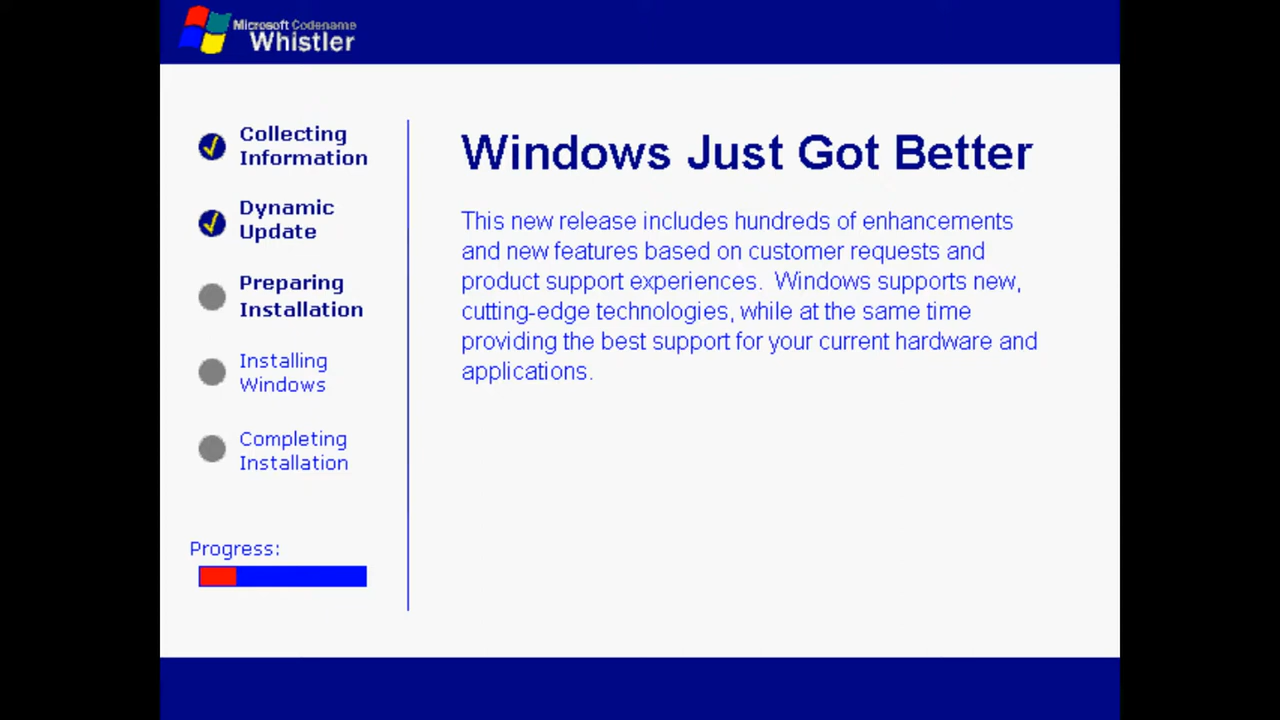 Microsoft Codename
Whistler
Collecting
Information
Dynamic
Update
Preparing
Installation
Installing
Windows
Completing
Installation
Progress:
Windows Just Got Better
This new release includes hundreds of enhancements
and new features based on customer requests and
product support experiences.  Windows supports new,
cutting-edge technologies, while at the same time
providing the best support for your current hardware and
applications.